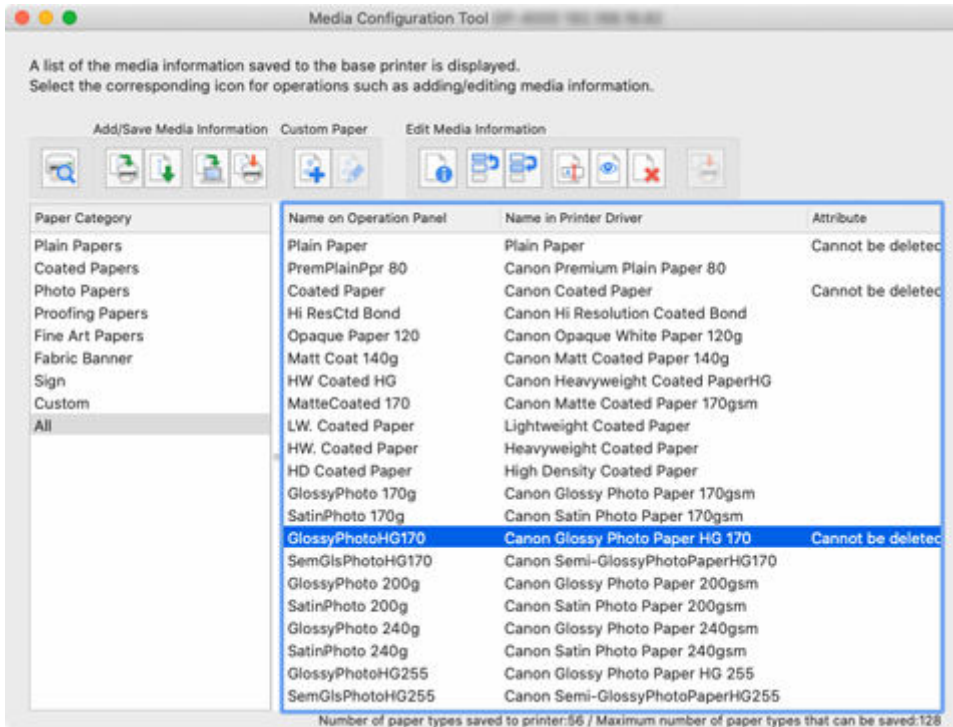 Media Configuration Tool
A list of the media information saved to the base printer is displayed.
Select the corresponding icon for operations such as adding/editing media information.
Add/Save Media Information Custom Paper Edit Media Information
Paper Category
Plain Papers
Coated Papers
Photo Papers
Proofing Papers
Fine Art Papers
Fabric Banner
Sign
Custom
All
Name on Operation Panel Name in Printer Driver Attribute
Plain Paper Plain Paper Cannot be deleted
PremPlainPpr 80 Canon Premium Plain Paper 80
Coated Paper Canon Coated Paper Cannot be deleted
Hi ResCtd Bond Canon Hi Resolution Coated Bond
Opaque Paper 120 Canon Opaque White Paper 120g
Matt Coat 140g Canon Matt Coated Paper 140g
HW Coated HG Canon Heavyweight Coated PaperHG
MatteCoated 170 Canon Matte Coated Paper 170gsm
LW. Coated Paper Lightweight Coated Paper
HW. Coated Paper Heavyweight Coated Paper
HD Coated Paper High Density Coated Paper
GlossyPhoto 170g Canon Glossy Photo Paper 170gsm
SatinPhoto 170g Canon Satin Photo Paper 170gsm
GlossyPhotoHG170 Canon Glossy Photo Paper HG 170 Cannot be deleted
SemGlsPhotoHG170 Canon Semi-GlossyPhotoPaperHG170
GlossyPhoto 200g Canon Glossy Photo Paper 200gsm
SatinPhoto 200g Canon Satin Photo Paper 200gsm
GlossyPhoto 240g Canon Glossy Photo Paper 240gsm
SatinPhoto 240g Canon Satin Photo Paper 240gsm
GlossyPhotoHG255 Canon Glossy Photo Paper HG 255
SemGlsPhotoHG255 Canon Semi-GlossyPhotoPaperHG255
Number of paper types saved to printer:56 / Maximum number of paper types that can be saved:128